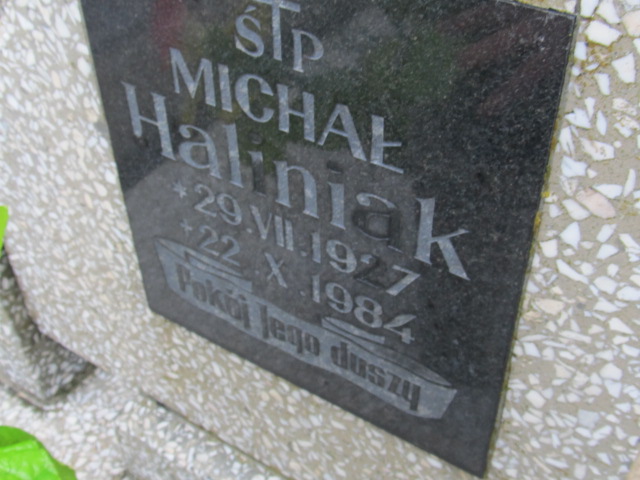 ŚTP
MICHAŁ
Haliniak
* 29.VII.1927
+ 22.X.1984
Pokój jego duszy